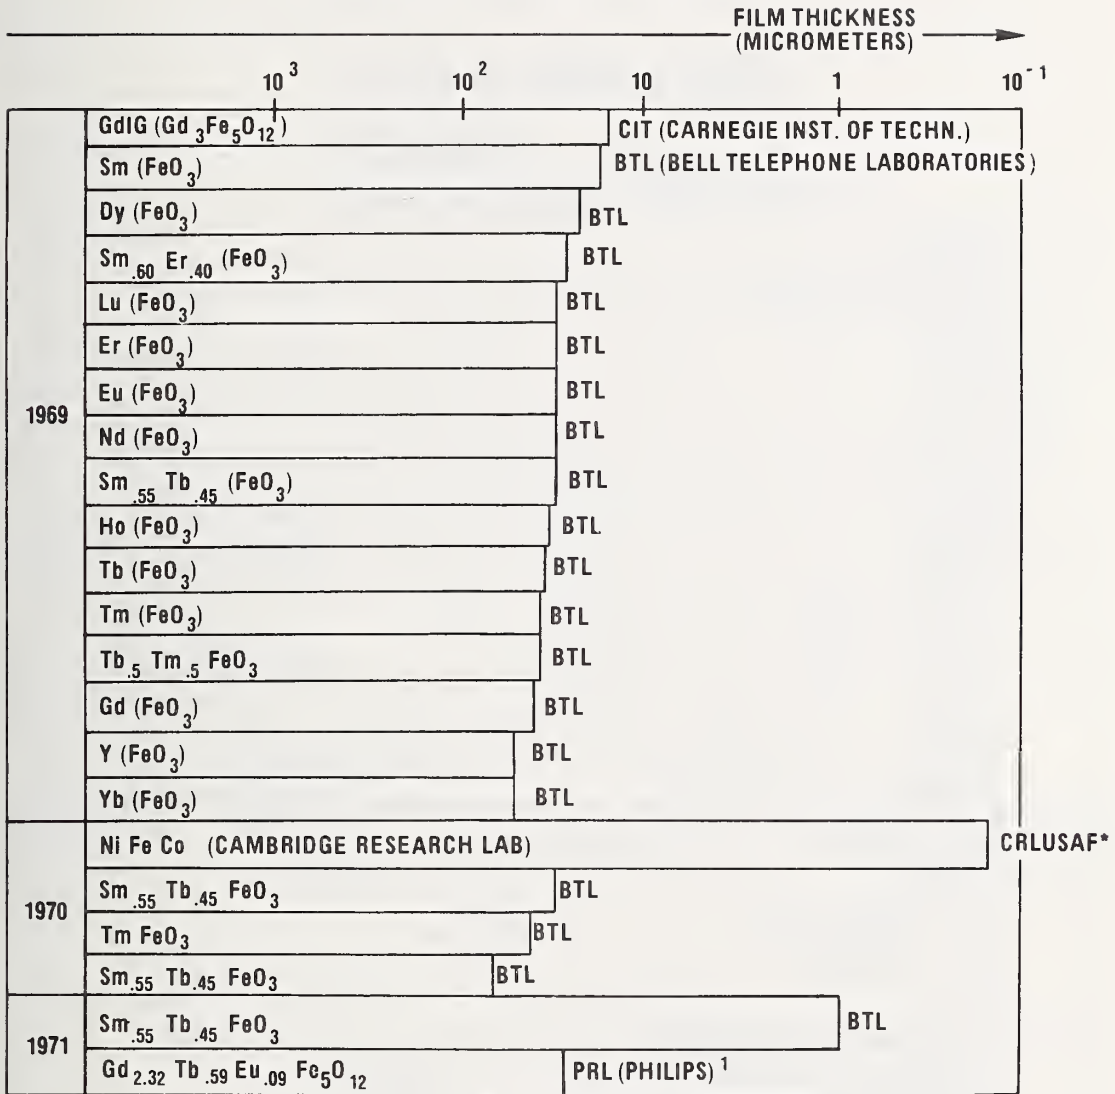 FILM THICKNESS
(MICROMETERS)
10³ 10² 10 1 10⁻¹
GdIG (Gd₃Fe₅O₁₂) CIT (CARNEGIE INST. OF TECHN.)
Sm (FeO₃) BTL (BELL TELEPHONE LABORATORIES)
Dy (FeO₃) BTL
Sm.₆₀ Er.₄₀ (FeO₃) BTL
Lu (FeO₃) BTL
Er (FeO₃) BTL
Eu (FeO₃) BTL
1969
Nd (FeO₃) BTL
Sm.₅₅ Tb.₄₅ (FeO₃) BTL
Ho (FeO₃) BTL
Tb (FeO₃) BTL
Tm (FeO₃) BTL
Tb.₅ Tm.₅ FeO₃ BTL
Gd (FeO₃) BTL
Y (FeO₃) BTL
Yb (FeO₃) BTL
Ni Fe Co (CAMBRIDGE RESEARCH LAB) CRLUSAF*
Sm.₅₅ Tb.₄₅ FeO₃ BTL
1970
Tm FeO₃ BTL
Sm.₅₅ Tb.₄₅ FeO₃ BTL
Sm.₅₅ Tb.₄₅ FeO₃ BTL
1971
Gd₂.₃₂ Tb.₅₉ Eu.₀₉ Fe₅O₁₂ PRL (PHILIPS)¹